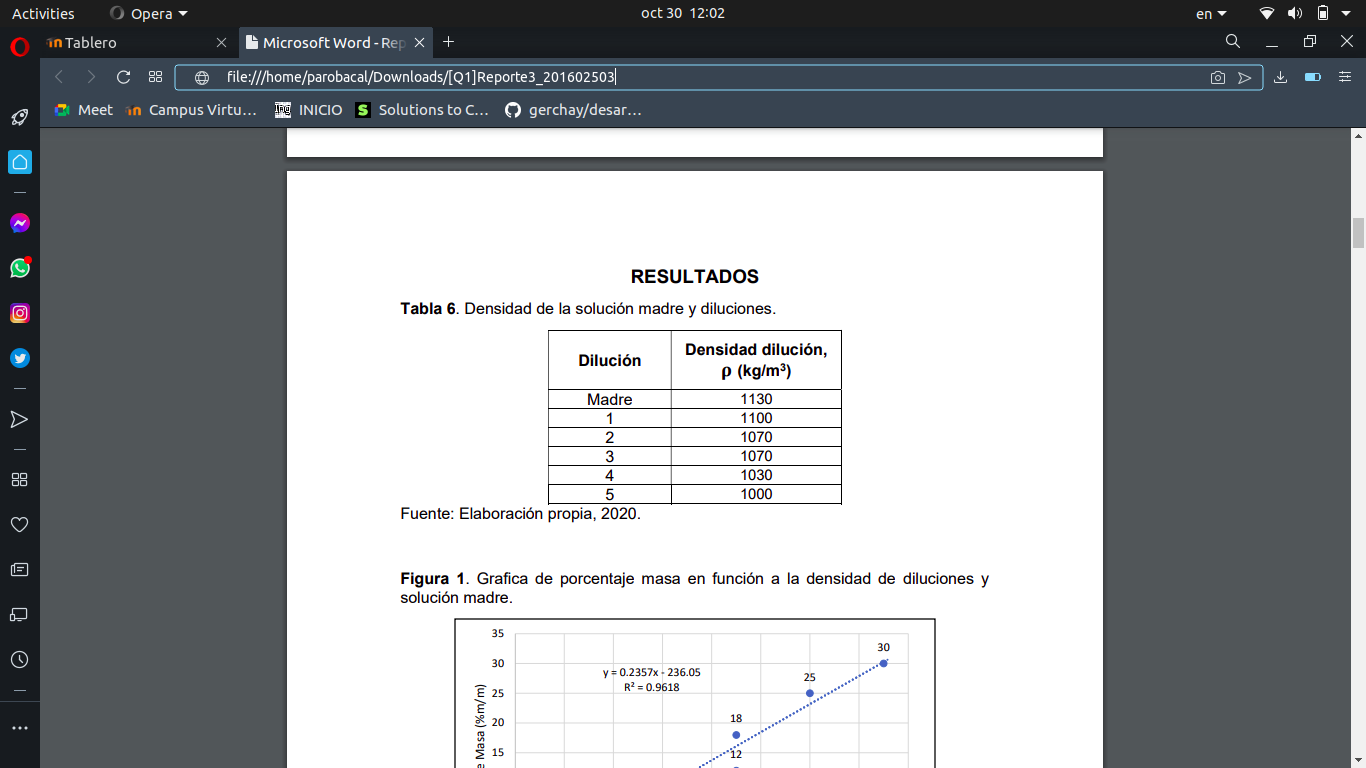 Activities
Opera
oct 30 12:02
en
Tablero
Microsoft Word - Rep
file:///home/parobacal/Downloads/[Q1]Reporte3_201602503
Meet
Campus Virtu...
INICIO
Solutions to C...
gerchay/desar...
RESULTADOS
Tabla 6. Densidad de la solución madre y diluciones.
Dilución
Densidad dilución,
ρ (kg/m³)
Madre 1130
1 1100
2 1070
3 1070
4 1030
5 1000
Fuente: Elaboración propia, 2020.
Figura 1. Grafica de porcentaje masa en función a la densidad de diluciones y
solución madre.
35
30
25
20
15
e Masa (%m/m)
y = 0.2357x - 236.05
R² = 0.9618
30
25
18
12